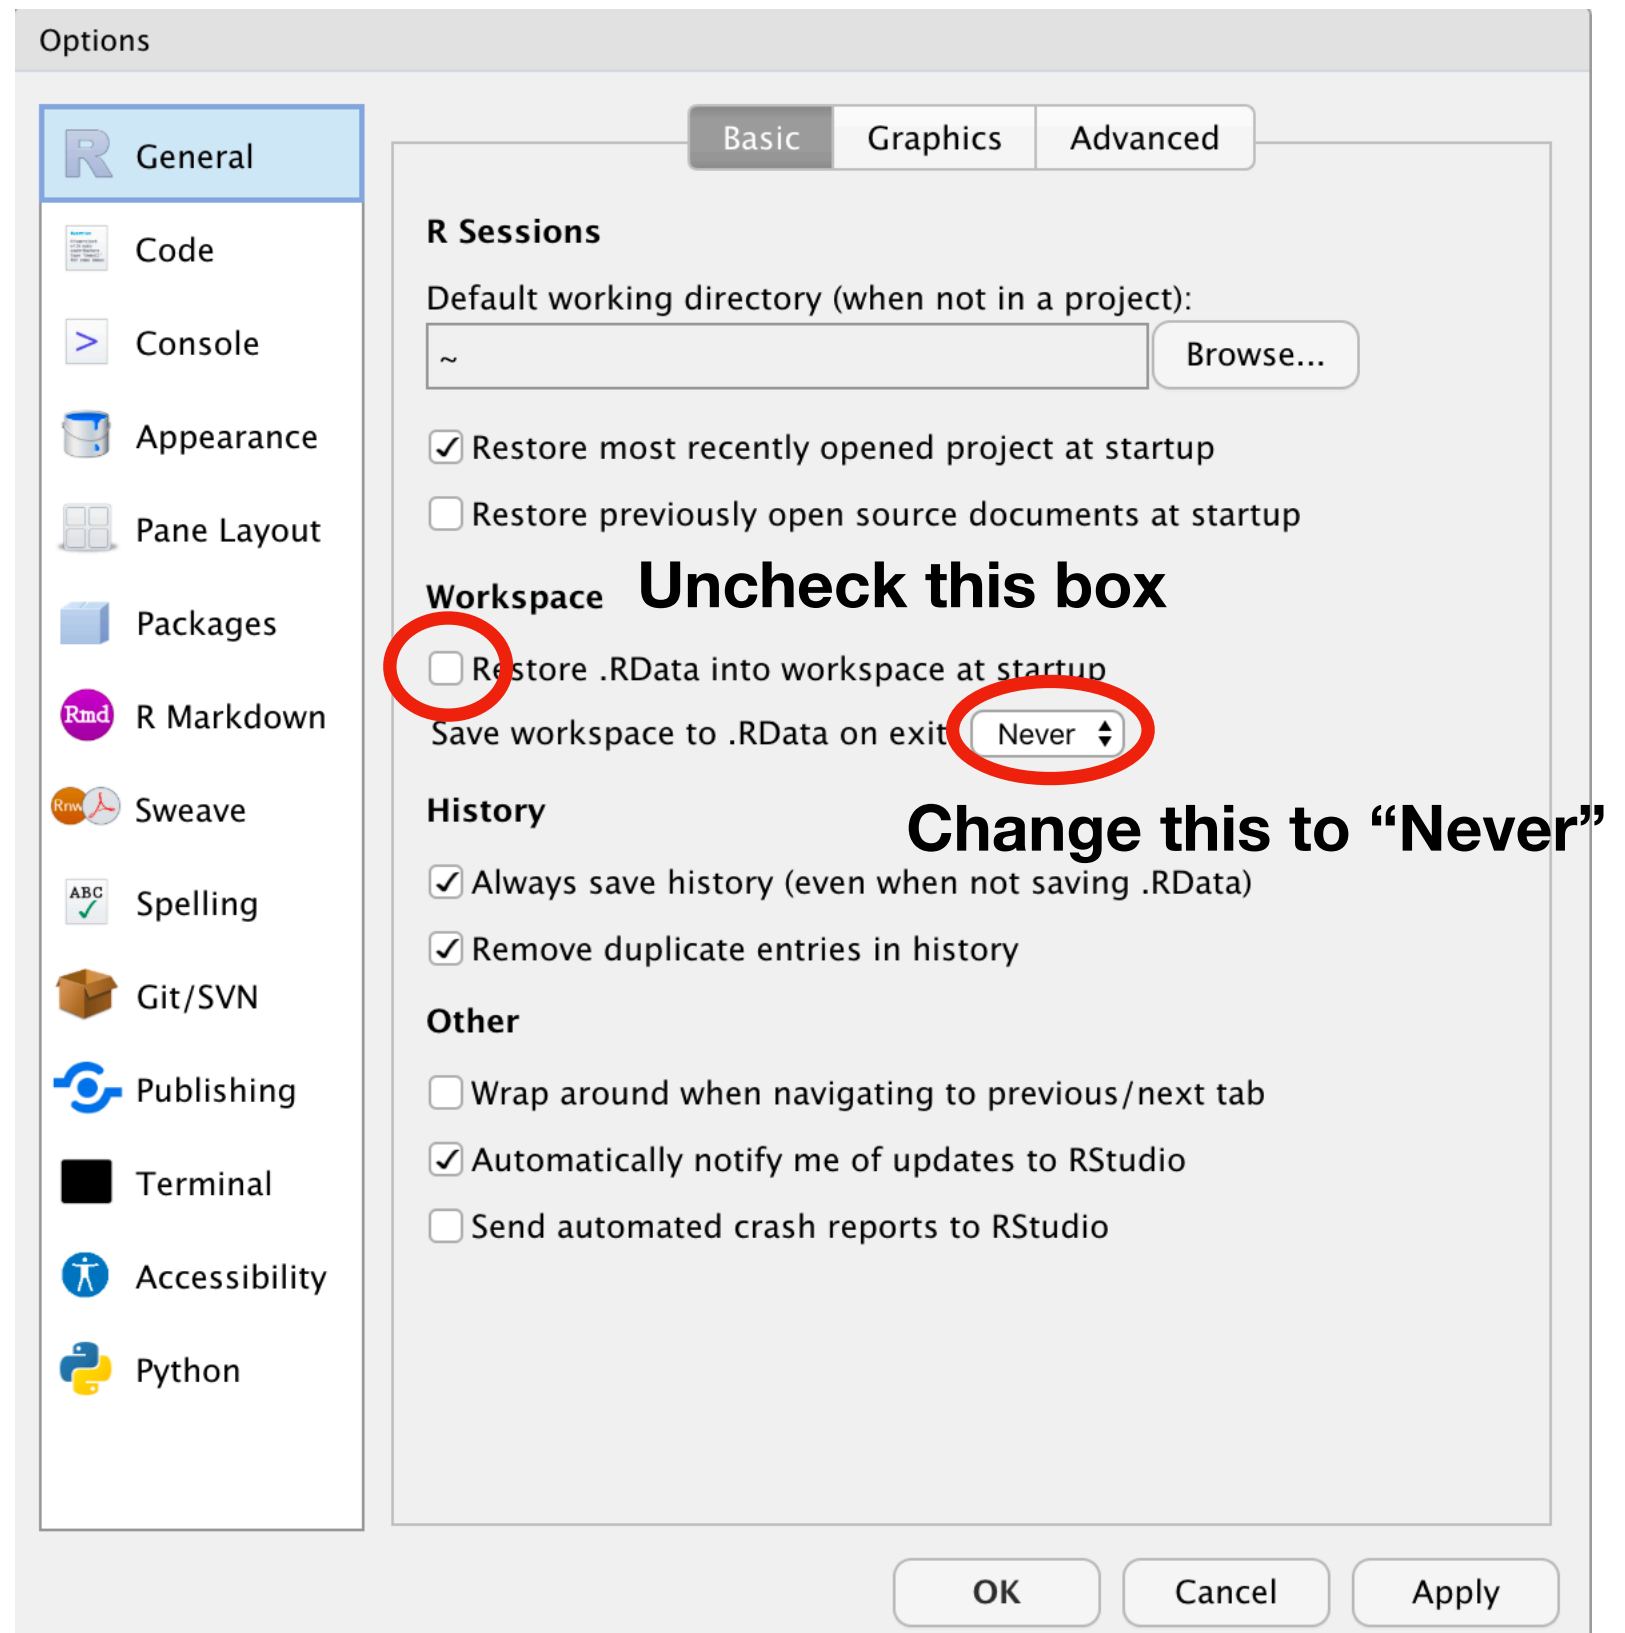 Options
General
Code
Console
Appearance
Pane Layout
Packages
R Markdown
Sweave
Spelling
Git/SVN
Publishing
Terminal
Accessibility
Python
Rmd
Rnw
ABC
Basic Graphics Advanced
R Sessions
Default working directory (when not in a project):
~ Browse...
Restore most recently opened project at startup
Restore previously open source documents at startup
Workspace Uncheck this box
Restore .RData into workspace at startup
Save workspace to .RData on exit Never
History
Change this to “Never”
Always save history (even when not saving .RData)
Remove duplicate entries in history
Other
Wrap around when navigating to previous/next tab
Automatically notify me of updates to RStudio
Send automated crash reports to RStudio
OK Cancel Apply